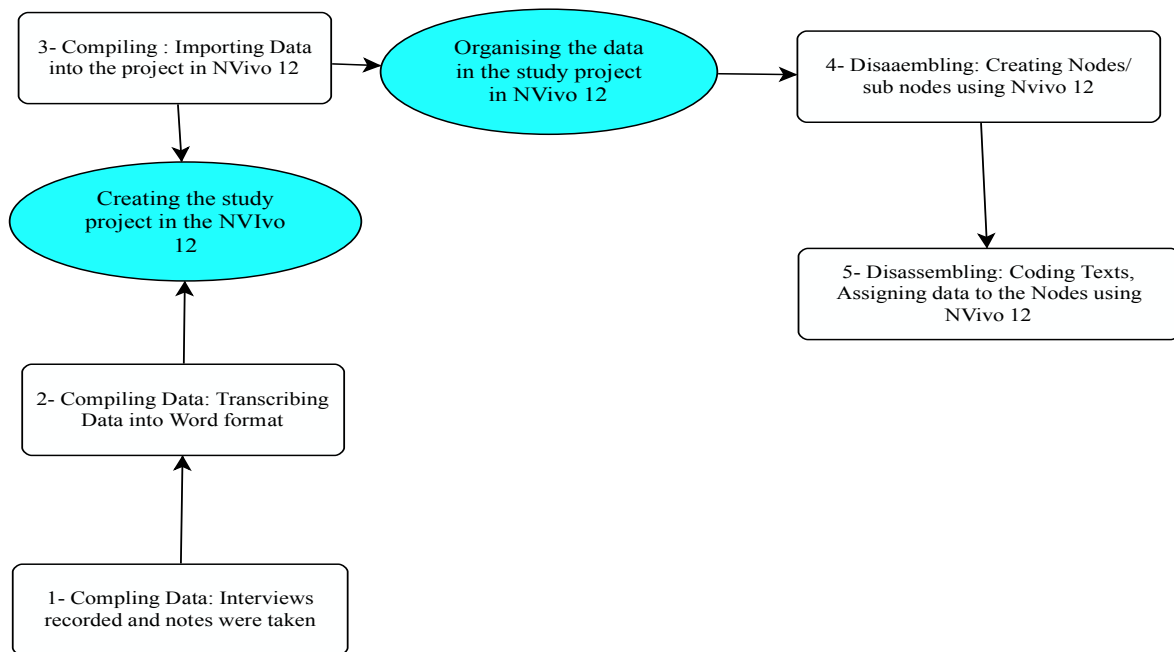 3- Compiling : Importing Data
into the project in NVivo 12
Organising the data
in the study project
in NVivo 12
4- Disaaembling: Creating Nodes/
sub nodes using Nvivo 12
Creating the study
project in the NVIvo
12
5- Disassembling: Coding Texts,
Assigning data to the Nodes using
NVivo 12
2- Compiling Data: Transcribing
Data into Word format
1- Compling Data: Interviews
recorded and notes were taken